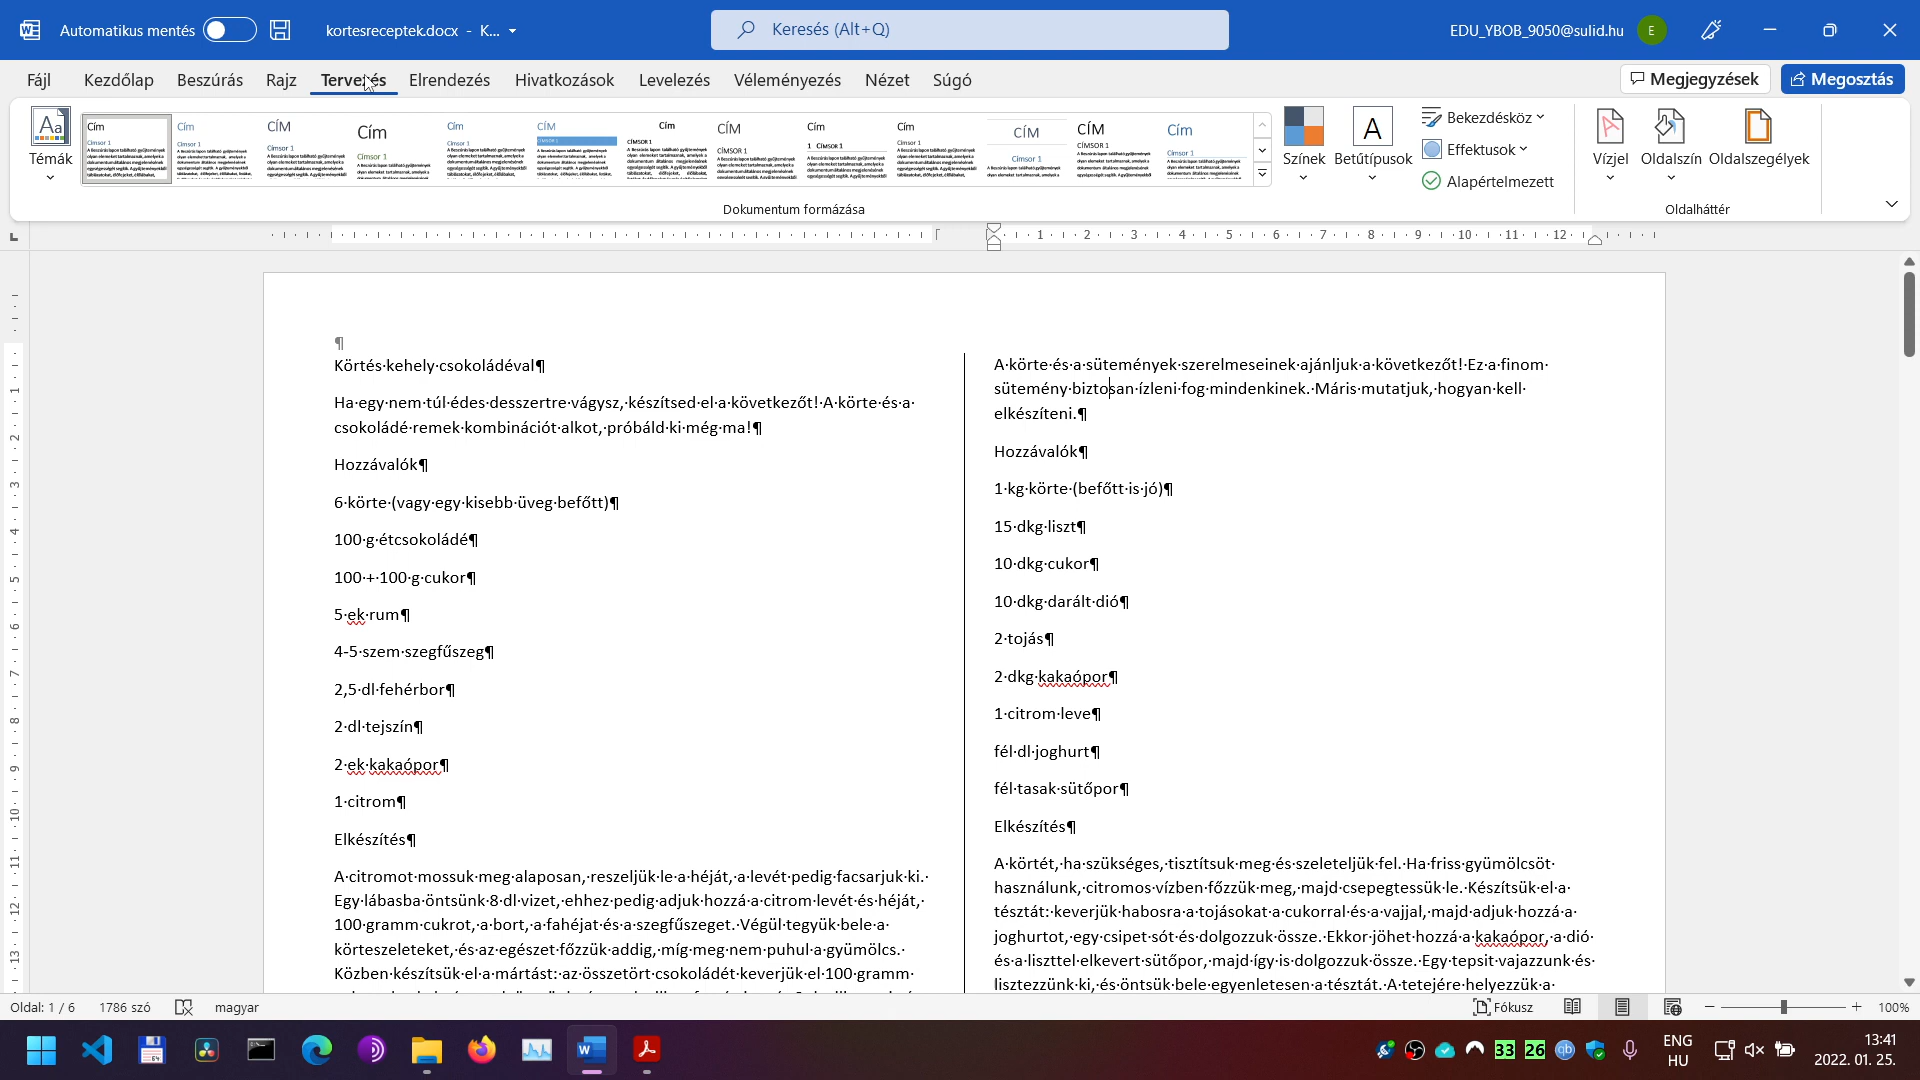 Automatikus mentés
kortesreceptek.docx - K...
Keresés (Alt+Q)
EDU_YBOB_9050@sulid.hu
E
Fájl Kezdőlap Beszúrás Rajz Tervezés Elrendezés Hivatkozások Levelezés Véleményezés Nézet Súgó
Megjegyzések
Megosztás
Témák
Színek
Betűtípusok
Bekezdésköz
Effektusok
Alapértelmezett
Vízjel
Oldalszín
Oldalszegélyek
Dokumentum formázása
Oldalháttér
1 2 3 4 5 6 7 8 9 10 11 12
¶
Körtés·kehely·csokoládéval¶
Ha·egy·nem·túl·édes·desszertre·vágysz,·készítsed·el·a·következőt!·A·körte·és·a·
csokoládé·remek·kombinációt·alkot,·próbáld·ki·még·ma!¶
Hozzávalók¶
6·körte·(vagy·egy·kisebb·üveg·befőtt)¶
100·g·étcsokoládé¶
100·+·100·g·cukor¶
5·ek·rum¶
4-5·szem·szegfűszeg¶
2,5·dl·fehérbor¶
2·dl·tejszín¶
2·ek·kakaópor¶
1·citrom¶
Elkészítés¶
A·citromot·mossuk·meg·alaposan,·reszeljük·le·a·héját,·a·levét·pedig·facsarjuk·ki.·
Egy·lábasba·öntsünk·8·dl·vizet,·ehhez·pedig·adjuk·hozzá·a·citrom·levét·és·héját,·
100·gramm·cukrot,·a·bort,·a·fahéjat·és·a·szegfűszeget.·Végül·tegyük·bele·a·
körteszeleteket,·és·az·egészet·főzzük·addig,·míg·meg·nem·puhul·a·gyümölcs.·
Közben·készítsük·el·a·mártást:·az·összetört·csokoládét·keverjük·el·100·gramm·
A·körte·és·a·sütemények·szerelmeseinek·ajánljuk·a·következőt!·Ez·a·finom·
sütemény·biztosan·ízleni·fog·mindenkinek.·Máris·mutatjuk,·hogyan·kell·
elkészíteni.¶
Hozzávalók¶
1·kg·körte·(befőtt·is·jó)¶
15·dkg·liszt¶
10·dkg·cukor¶
10·dkg·darált·dió¶
2·tojás¶
2·dkg·kakaópor¶
1·citrom·leve¶
fél·dl·joghurt¶
fél·tasak·sütőpor¶
Elkészítés¶
A·körtét,·ha·szükséges,·tisztítsuk·meg·és·szeleteljük·fel.·Ha·friss·gyümölcsöt·
használunk,·citromos·vízben·főzzük·meg,·majd·csepegtessük·le.·Készítsük·el·a·
tésztát:·keverjük·habosra·a·tojásokat·a·cukorral·és·a·vajjal,·majd·adjuk·hozzá·a·
joghurtot,·egy·csipet·sót·és·dolgozzuk·össze.·Ekkor·jöhet·hozzá·a·kakaópor,·a·dió·
és·a·liszttel·elkevert·sütőpor,·majd·így·is·dolgozzuk·össze.·Egy·tepsit·vajazzunk·és·
lisztezzünk·ki,·és·öntsük·bele·egyenletesen·a·tésztát.·A·tetejére·helyezzük·a·
Oldal: 1 / 6 1786 szó magyar
Fókusz
100%
33 26
ENG
HU
13:41
2022. 01. 25.